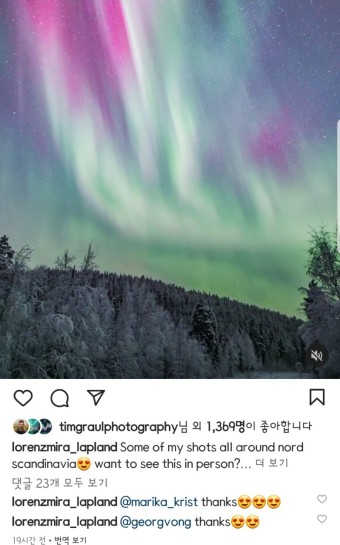 timgraulphotography님 외 1,369명이 좋아합니다
lorenzmira_lapland Some of my shots all around nord
scandinavia😍 want to see this in person?... 더 보기
댓글 23개 모두 보기
lorenzmira_lapland @marika_krist thanks😍😍😍
lorenzmira_lapland @georgvong thanks😍😍
19시간 전 • 번역 보기